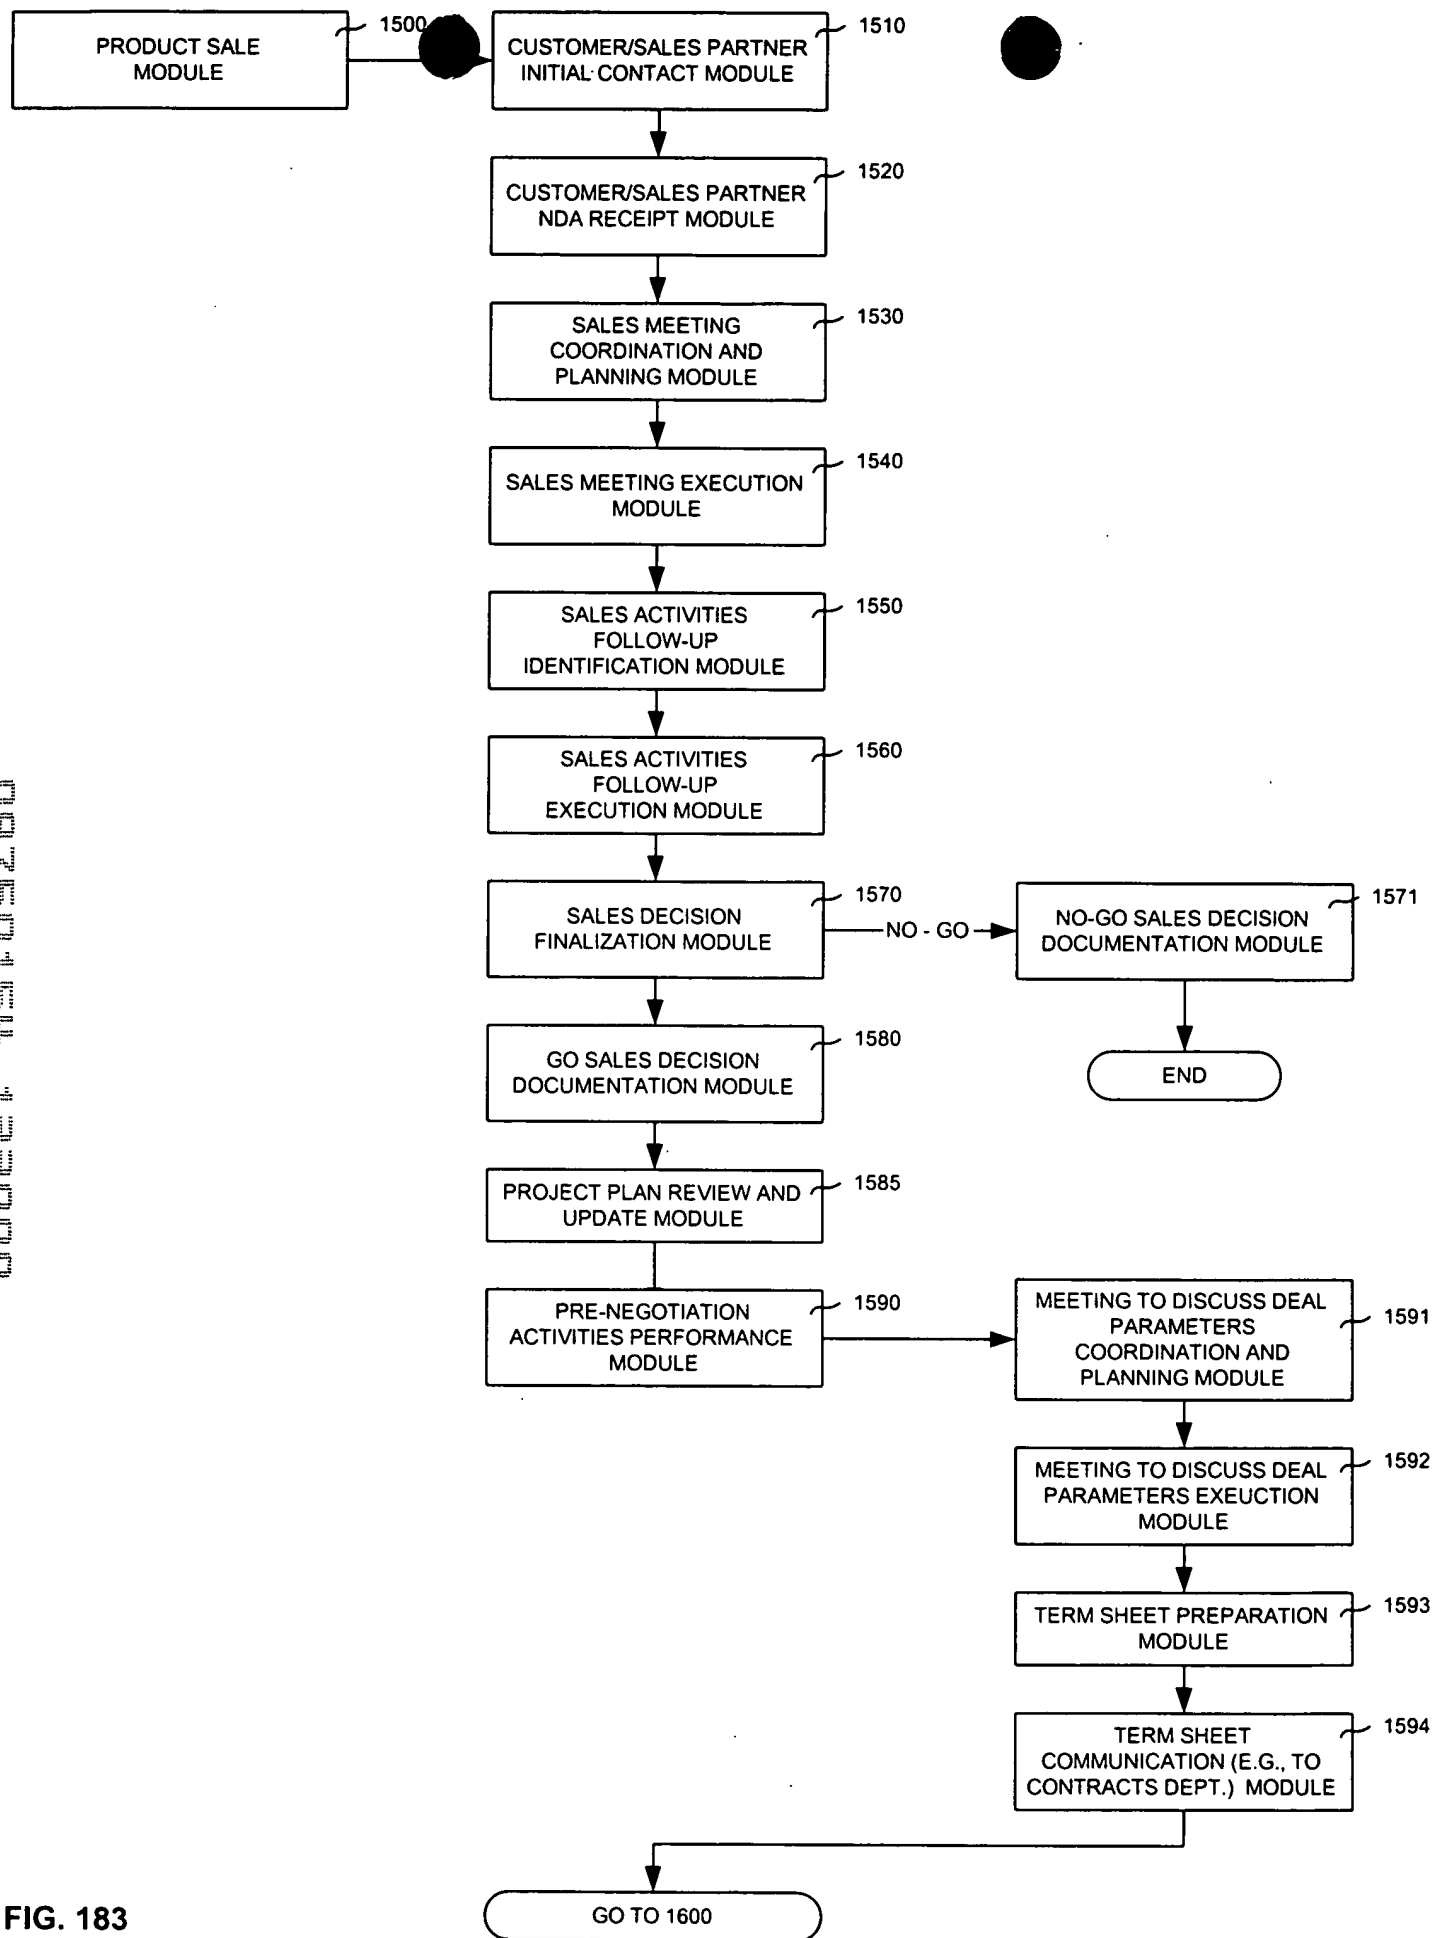 PRODUCT SALE
MODULE
1500
CUSTOMER/SALES PARTNER
INITIAL CONTACT MODULE
1510
CUSTOMER/SALES PARTNER
NDA RECEIPT MODULE
1520
SALES MEETING
COORDINATION AND
PLANNING MODULE
1530
SALES MEETING EXECUTION
MODULE
1540
SALES ACTIVITIES
FOLLOW-UP
IDENTIFICATION MODULE
1550
SALES ACTIVITIES
FOLLOW-UP
EXECUTION MODULE
1560
SALES DECISION
FINALIZATION MODULE
1570
NO - GO
NO-GO SALES DECISION
DOCUMENTATION MODULE
1571
END
GO SALES DECISION
DOCUMENTATION MODULE
1580
PROJECT PLAN REVIEW AND
UPDATE MODULE
1585
PRE-NEGOTIATION
ACTIVITIES PERFORMANCE
MODULE
1590
MEETING TO DISCUSS DEAL
PARAMETERS
COORDINATION AND
PLANNING MODULE
1591
MEETING TO DISCUSS DEAL
PARAMETERS EXEUCTION
MODULE
1592
TERM SHEET PREPARATION
MODULE
1593
TERM SHEET
COMMUNICATION (E.G., TO
CONTRACTS DEPT.) MODULE
1594
GO TO 1600
FIG. 183